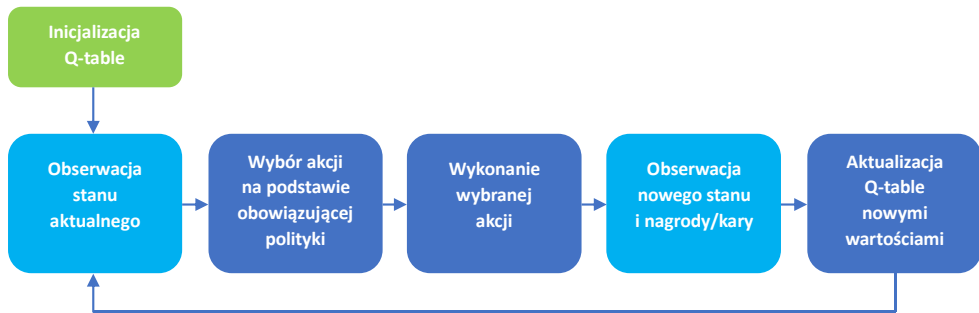 Inicjalizacja
Q-table
Obserwacja
stanu
aktualnego
Wybór akcji
na podstawie
obowiązującej
polityki
Wykonanie
wybranej
akcji
Obserwacja
nowego stanu
i nagrody/kary
Aktualizacja
Q-table
nowymi
wartościami